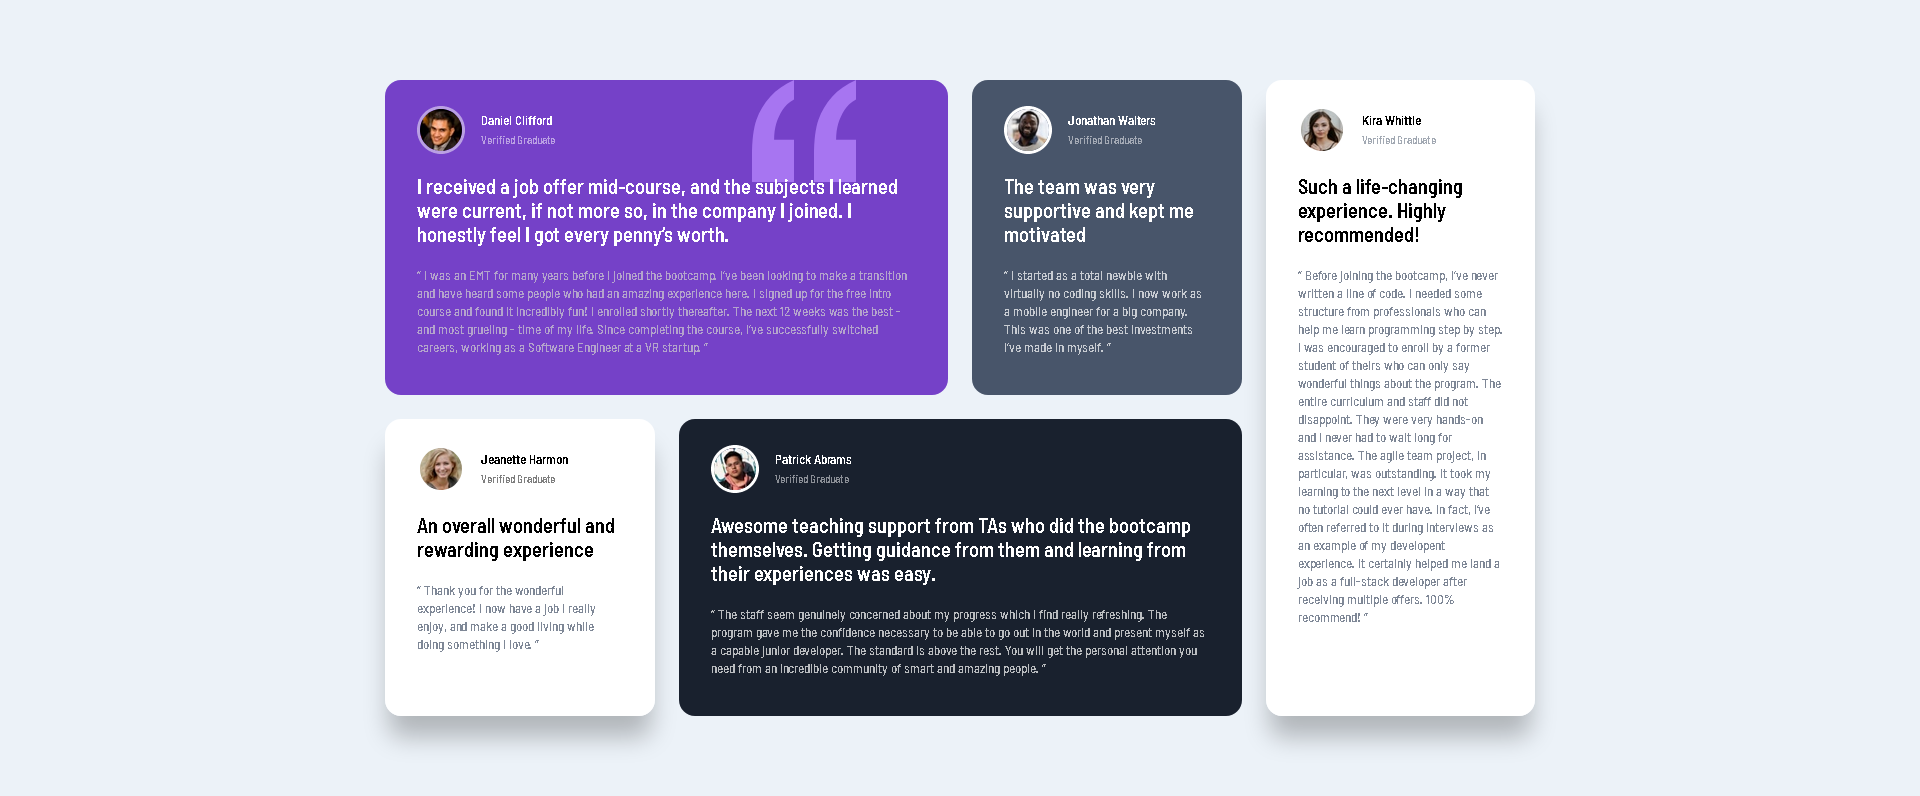 Daniel Clifford
Verified Graduate
I received a job offer mid-course, and the subjects I learned
were current, if not more so, in the company I joined. I
honestly feel I got every penny’s worth.
“ I was an EMT for many years before I joined the bootcamp. I’ve been looking to make a transition
and have heard some people who had an amazing experience here. I signed up for the free intro
course and found it incredibly fun! I enrolled shortly thereafter. The next 12 weeks was the best -
and most grueling - time of my life. Since completing the course, I’ve successfully switched
careers, working as a Software Engineer at a VR startup. ”
Jonathan Walters
Verified Graduate
The team was very
supportive and kept me
motivated
“ I started as a total newbie with
virtually no coding skills. I now work as
a mobile engineer for a big company.
This was one of the best investments
I’ve made in myself. ”
Kira Whittle
Verified Graduate
Such a life-changing
experience. Highly
recommended!
“ Before joining the bootcamp, I’ve never
written a line of code. I needed some
structure from professionals who can
help me learn programming step by step.
I was encouraged to enroll by a former
student of theirs who can only say
wonderful things about the program. The
entire curriculum and staff did not
disappoint. They were very hands-on
and I never had to wait long for
assistance. The agile team project, in
particular, was outstanding. It took my
learning to the next level in a way that
no tutorial could ever have. In fact, I’ve
often referred to it during interviews as
an example of my developent
experience. It certainly helped me land a
job as a full-stack developer after
receiving multiple offers. 100%
recommend! ”
Jeanette Harmon
Verified Graduate
An overall wonderful and
rewarding experience
“ Thank you for the wonderful
experience! I now have a job I really
enjoy, and make a good living while
doing something I love. ”
Patrick Abrams
Verified Graduate
Awesome teaching support from TAs who did the bootcamp
themselves. Getting guidance from them and learning from
their experiences was easy.
“ The staff seem genuinely concerned about my progress which I find really refreshing. The
program gave me the confidence necessary to be able to go out in the world and present myself as
a capable junior developer. The standard is above the rest. You will get the personal attention you
need from an incredible community of smart and amazing people. ”